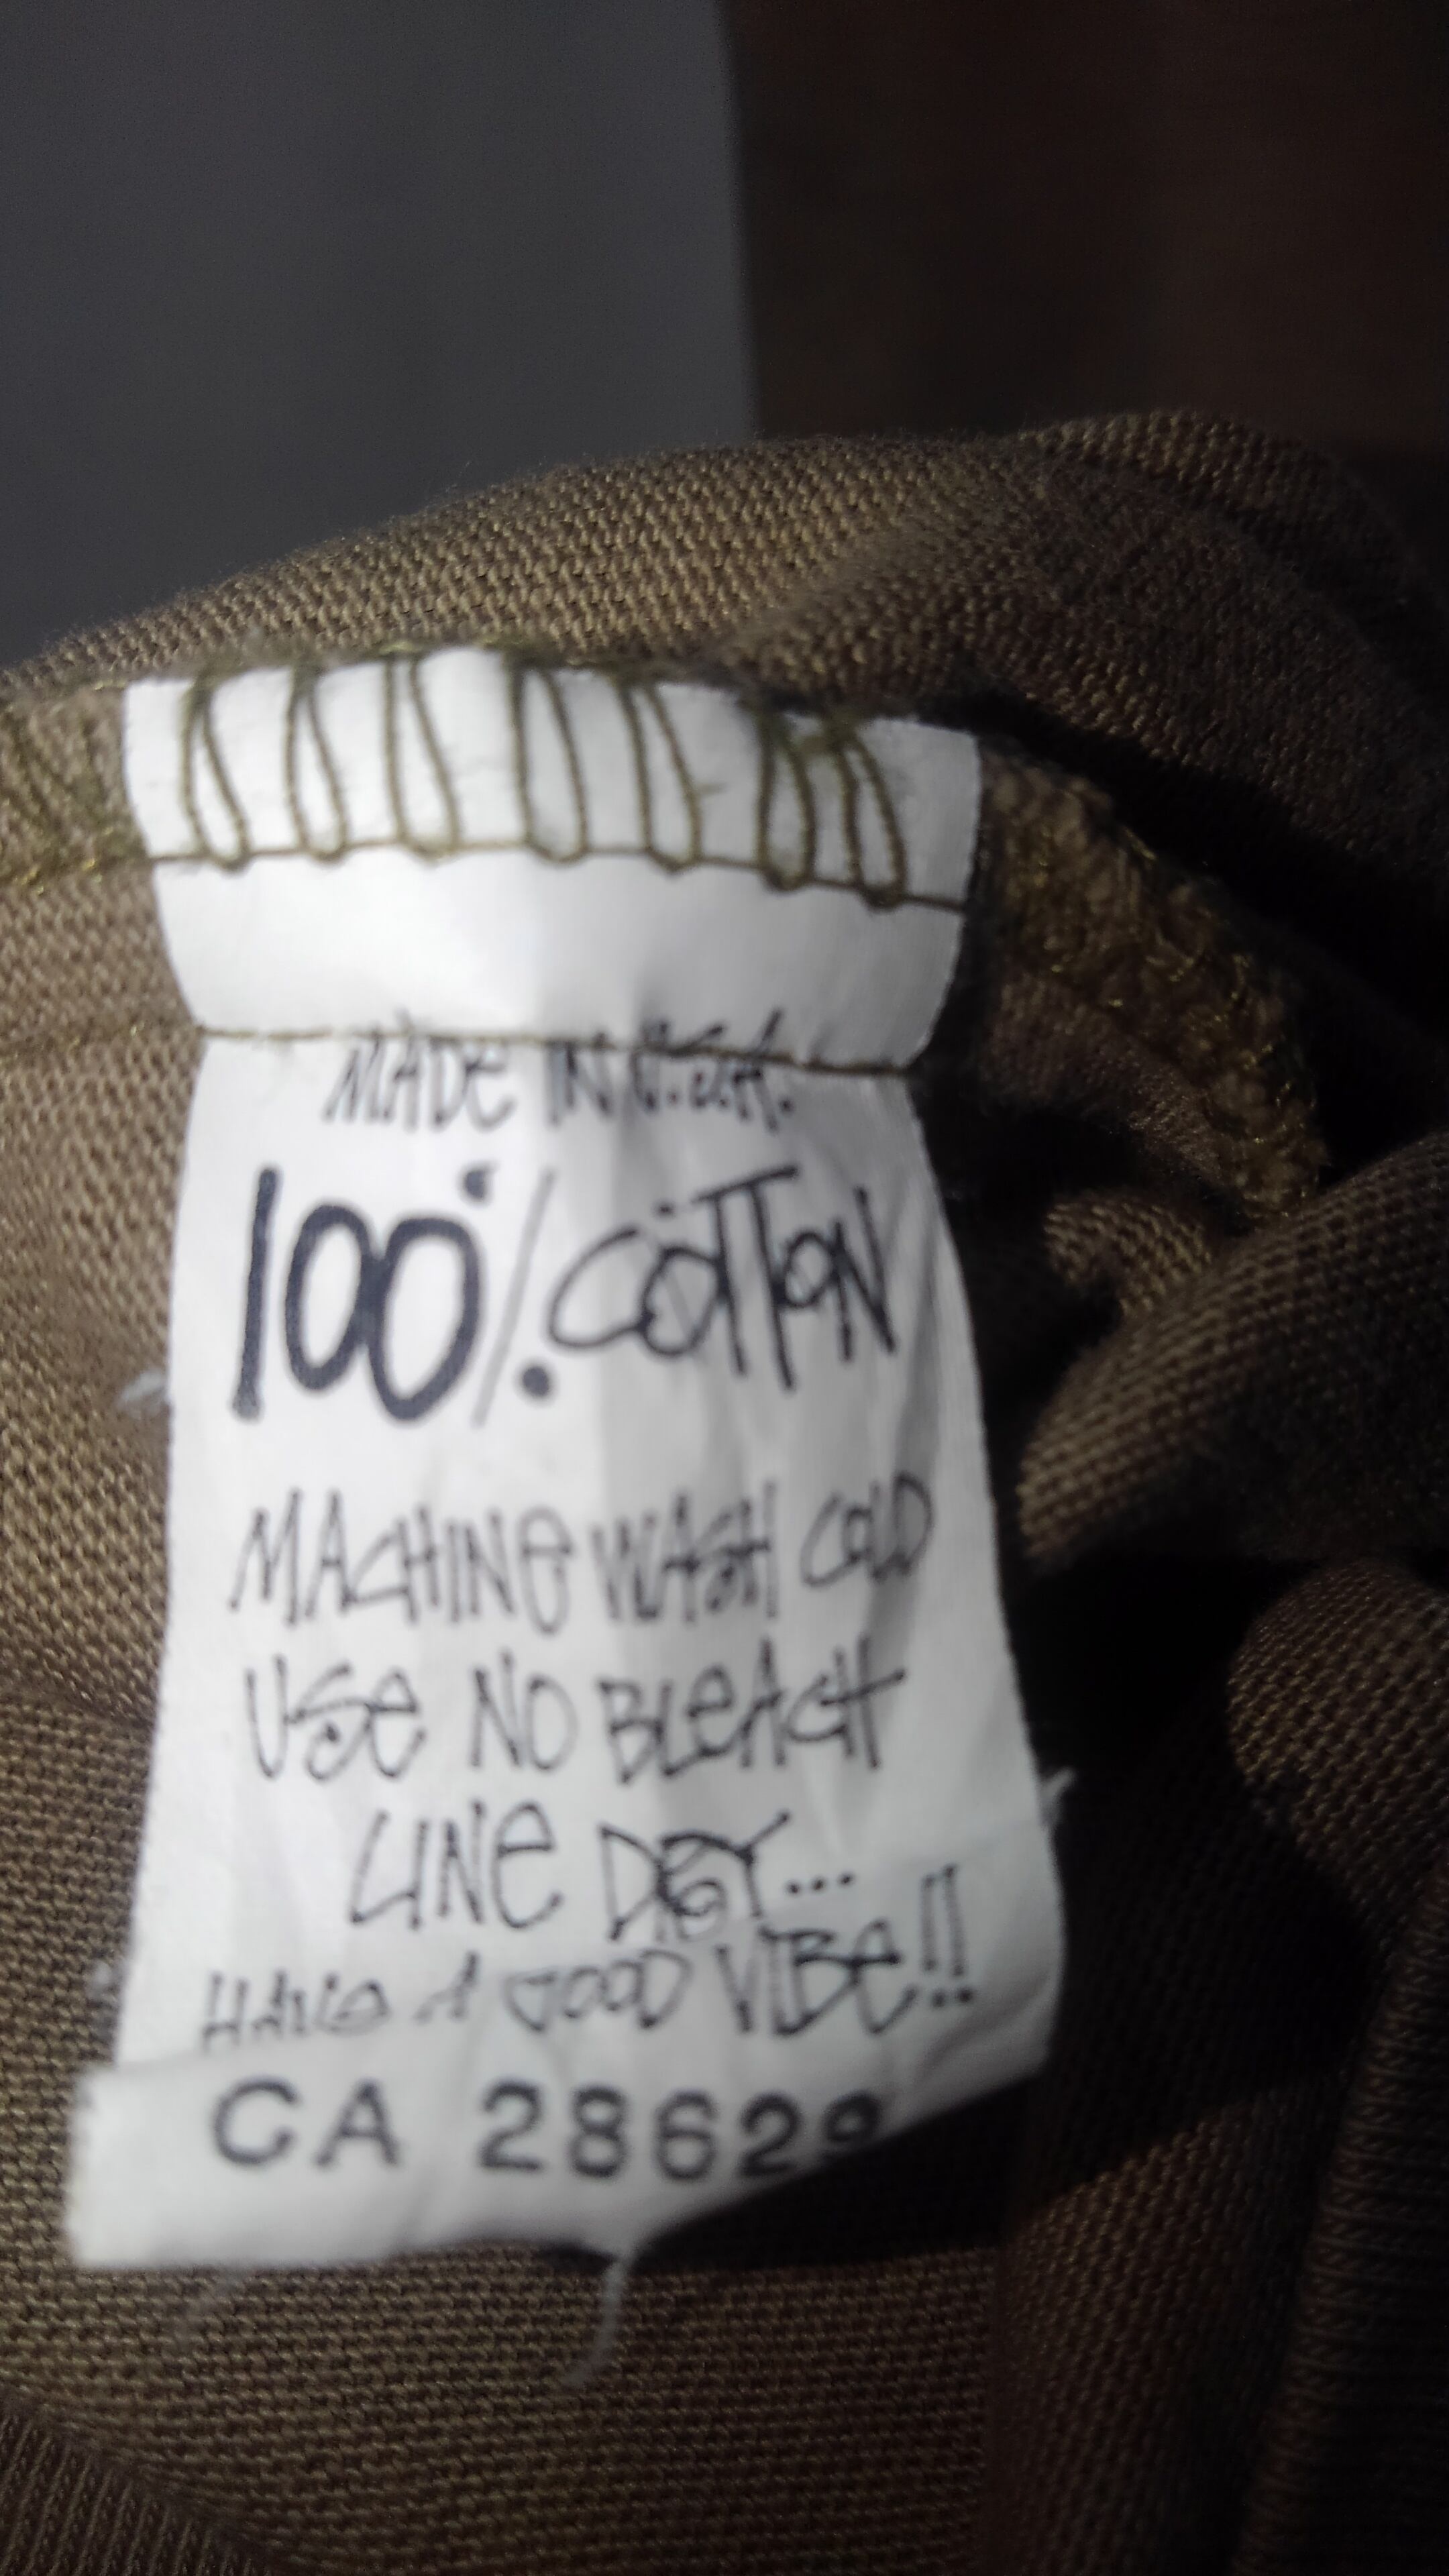 MADE IN U.S.A.
100% COTTON
MACHINE WASH COLD
USE NO BLEACH
LINE DRY...
HAVE A GOOD VIBE!!
CA 28629